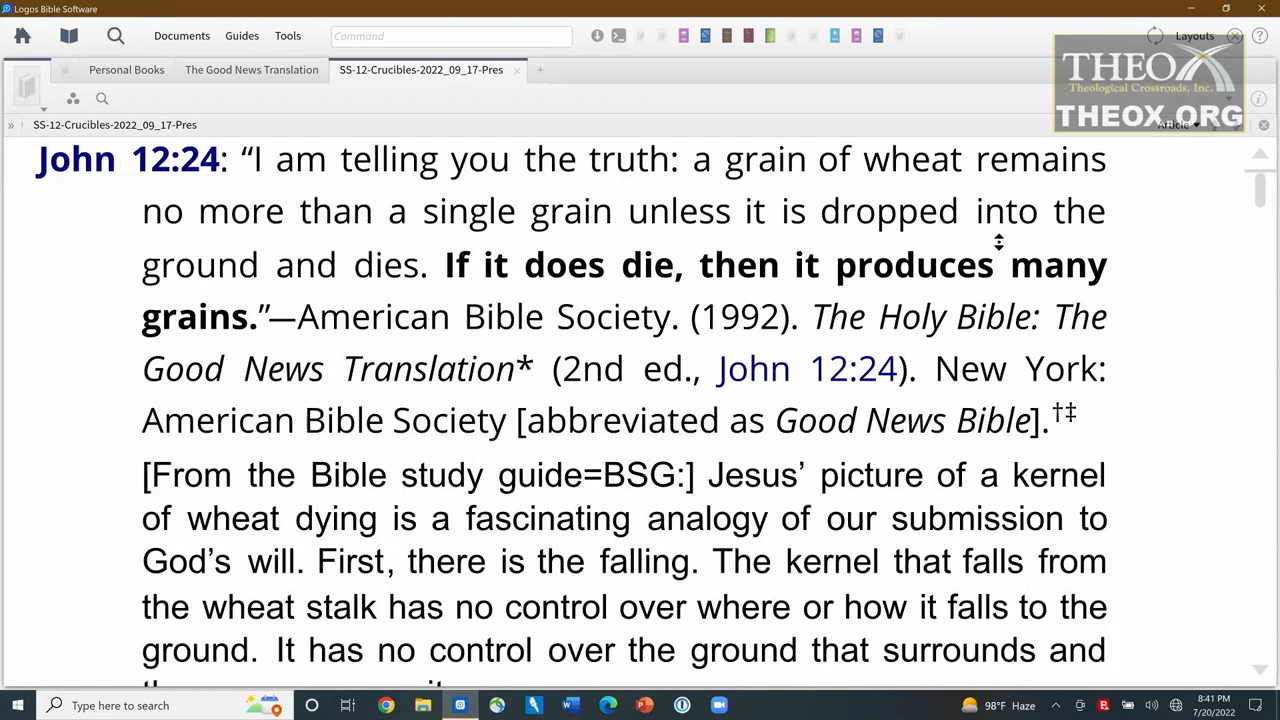 Logos Bible Software
Documents Guides Tools Command Layouts
Personal Books The Good News Translation SS-12-Crucibles-2022_09_17-Pres
THEOX
Theological Crossroads, Inc.
THEOX.ORG
SS-12-Crucibles-2022_09_17-Pres Article
John 12:24: “I am telling you the truth: a grain of wheat remains
no more than a single grain unless it is dropped into the
ground and dies. If it does die, then it produces many
grains.”—American Bible Society. (1992). The Holy Bible: The
Good News Translation* (2nd ed., John 12:24). New York:
American Bible Society [abbreviated as Good News Bible].†‡
[From the Bible study guide=BSG:] Jesus’ picture of a kernel
of wheat dying is a fascinating analogy of our submission to
God’s will. First, there is the falling. The kernel that falls from
the wheat stalk has no control over where or how it falls to the
ground. It has no control over the ground that surrounds and
Type here to search 98°F Haze 8:41 PM
7/20/2022